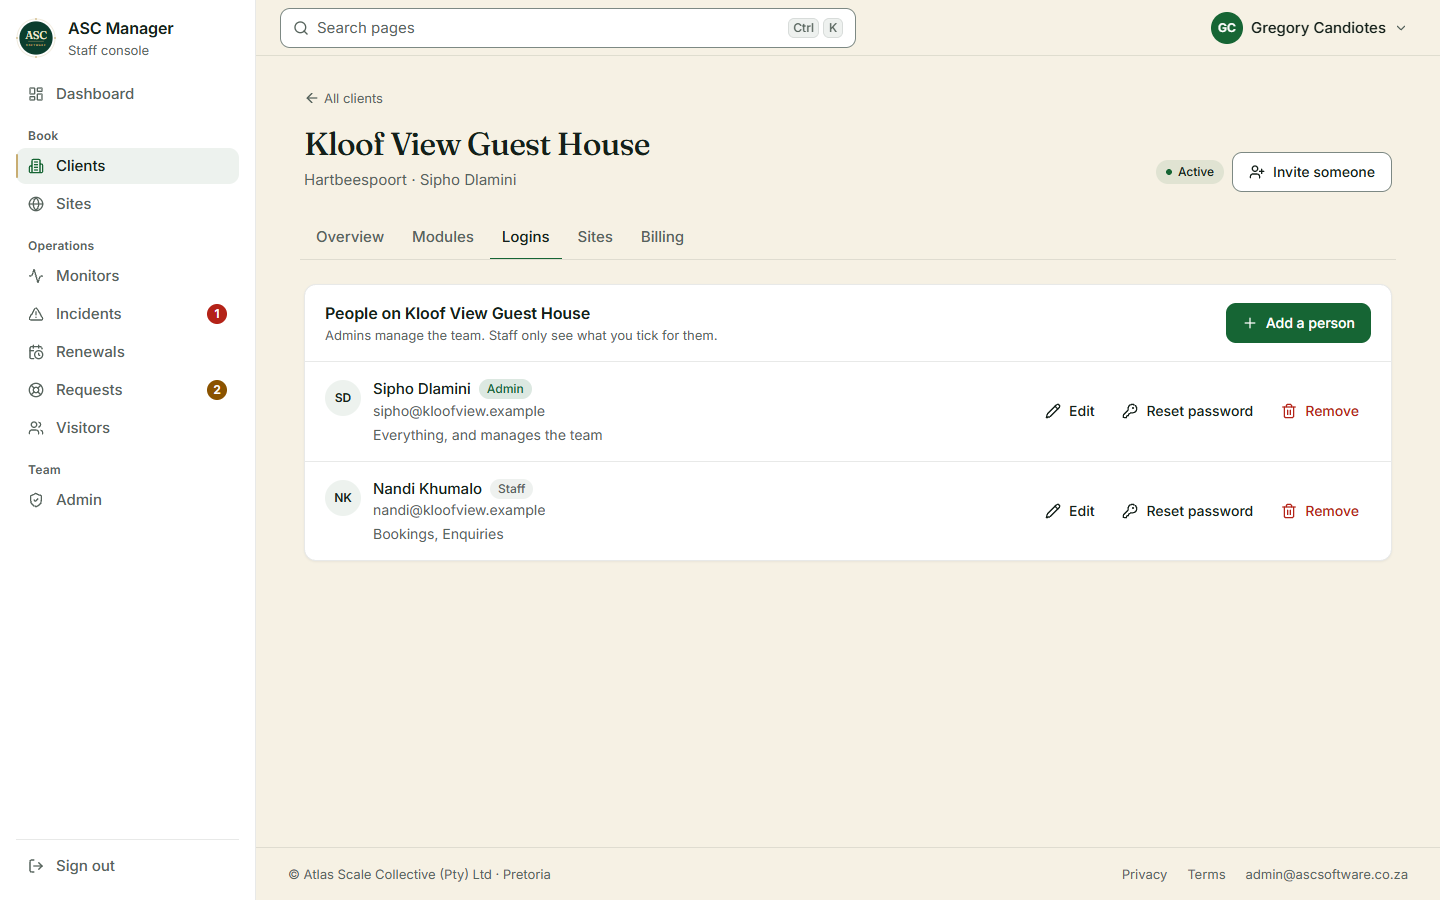 ASC
SOFTWARE
ASC Manager
Staff console
Dashboard
Book
Clients
Sites
Operations
Monitors
Incidents 1
Renewals
Requests 2
Visitors
Team
Admin
Sign out
Search pages Ctrl K
GC Gregory Candiotes
All clients
Kloof View Guest House
Hartbeespoort · Sipho Dlamini
Active
Invite someone
Overview Modules Logins Sites Billing
People on Kloof View Guest House
Admins manage the team. Staff only see what you tick for them.
Add a person
SD
Sipho Dlamini Admin
sipho@kloofview.example
Everything, and manages the team
Edit Reset password Remove
NK
Nandi Khumalo Staff
nandi@kloofview.example
Bookings, Enquiries
Edit Reset password Remove
© Atlas Scale Collective (Pty) Ltd · Pretoria
Privacy Terms admin@ascsoftware.co.za